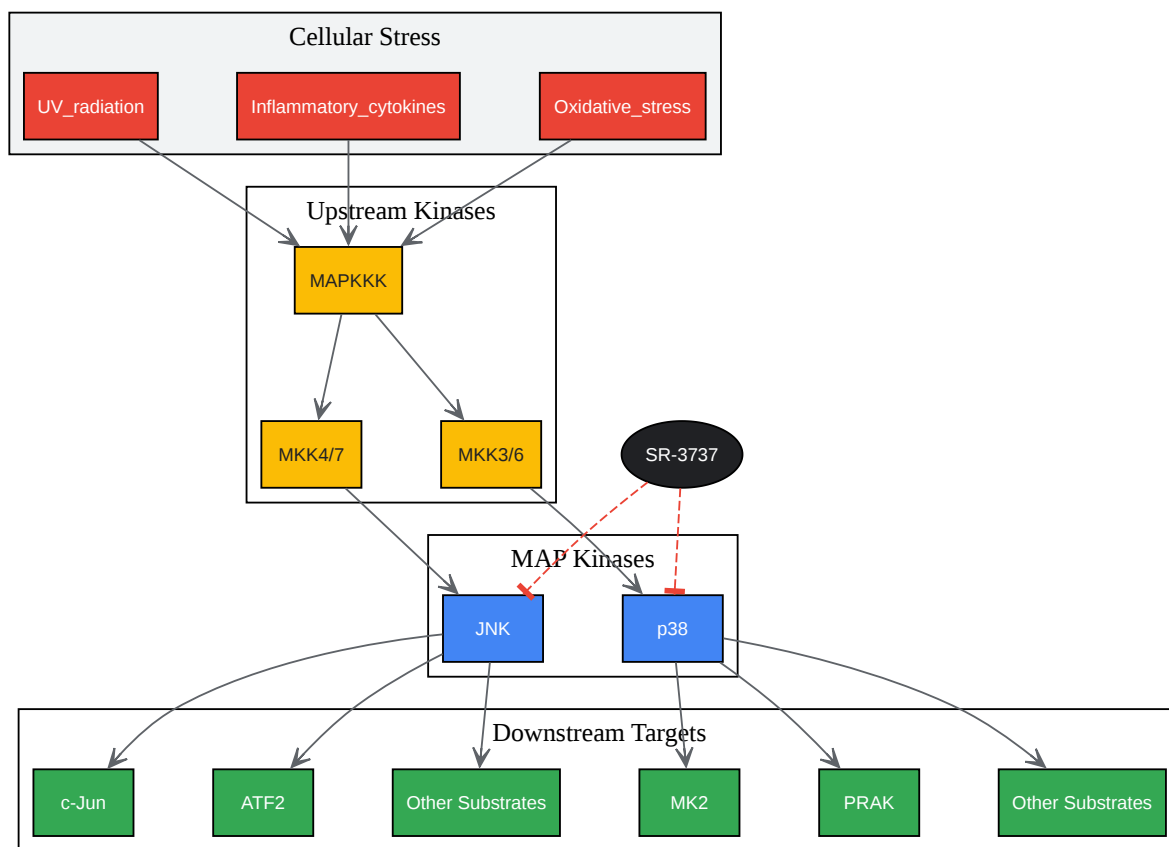 Cellular Stress
UV_radiation
Inflammatory_cytokines
Oxidative_stress
Upstream Kinases
MAPKKK
MKK4/7
MKK3/6
SR-3737
MAP Kinases
JNK
p38
Downstream Targets
c-Jun
ATF2
Other Substrates
MK2
PRAK
Other Substrates